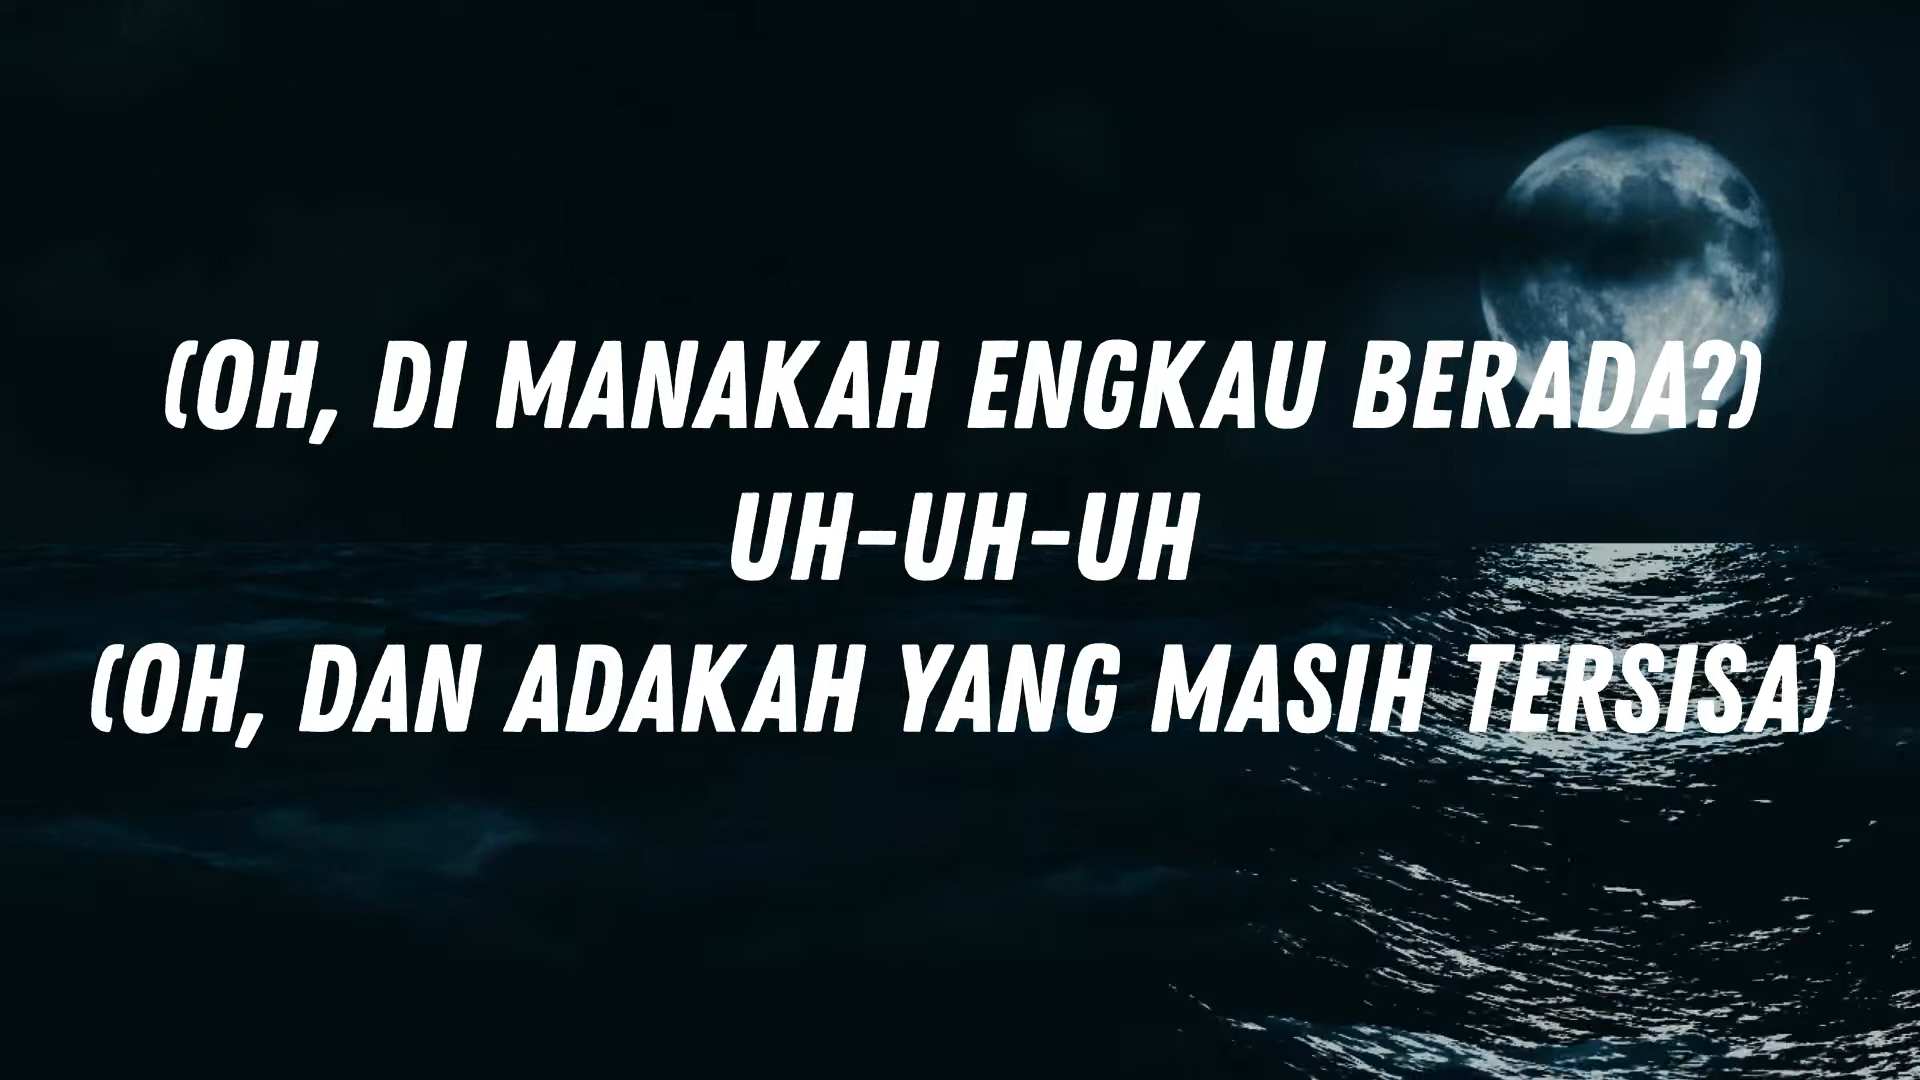 (OH, DI MANAKAH ENGKAU BERADA?)
UH-UH-UH
(OH, DAN ADAKAH YANG MASIH TERSISA)